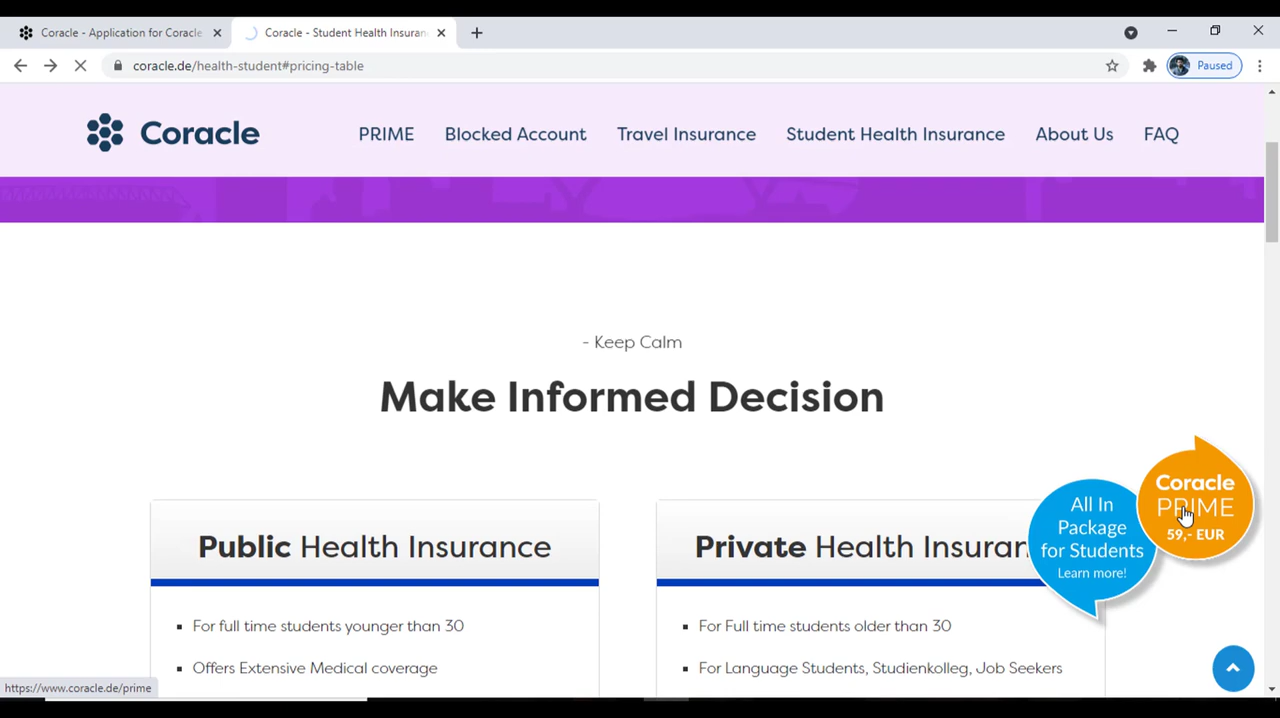 Coracle - Application for Coracle
Coracle - Student Health Insuran
coracle.de/health-student#pricing-table
Paused
Coracle
PRIME
Blocked Account
Travel Insurance
Student Health Insurance
About Us
FAQ
- Keep Calm
Make Informed Decision
Public Health Insurance
For full time students younger than 30
Offers Extensive Medical coverage
Private Health Insuran
For Full time students older than 30
For Language Students, Studienkolleg, Job Seekers
All In
Package
for Students
Learn more!
Coracle
PRIME
59,- EUR
https://www.coracle.de/prime